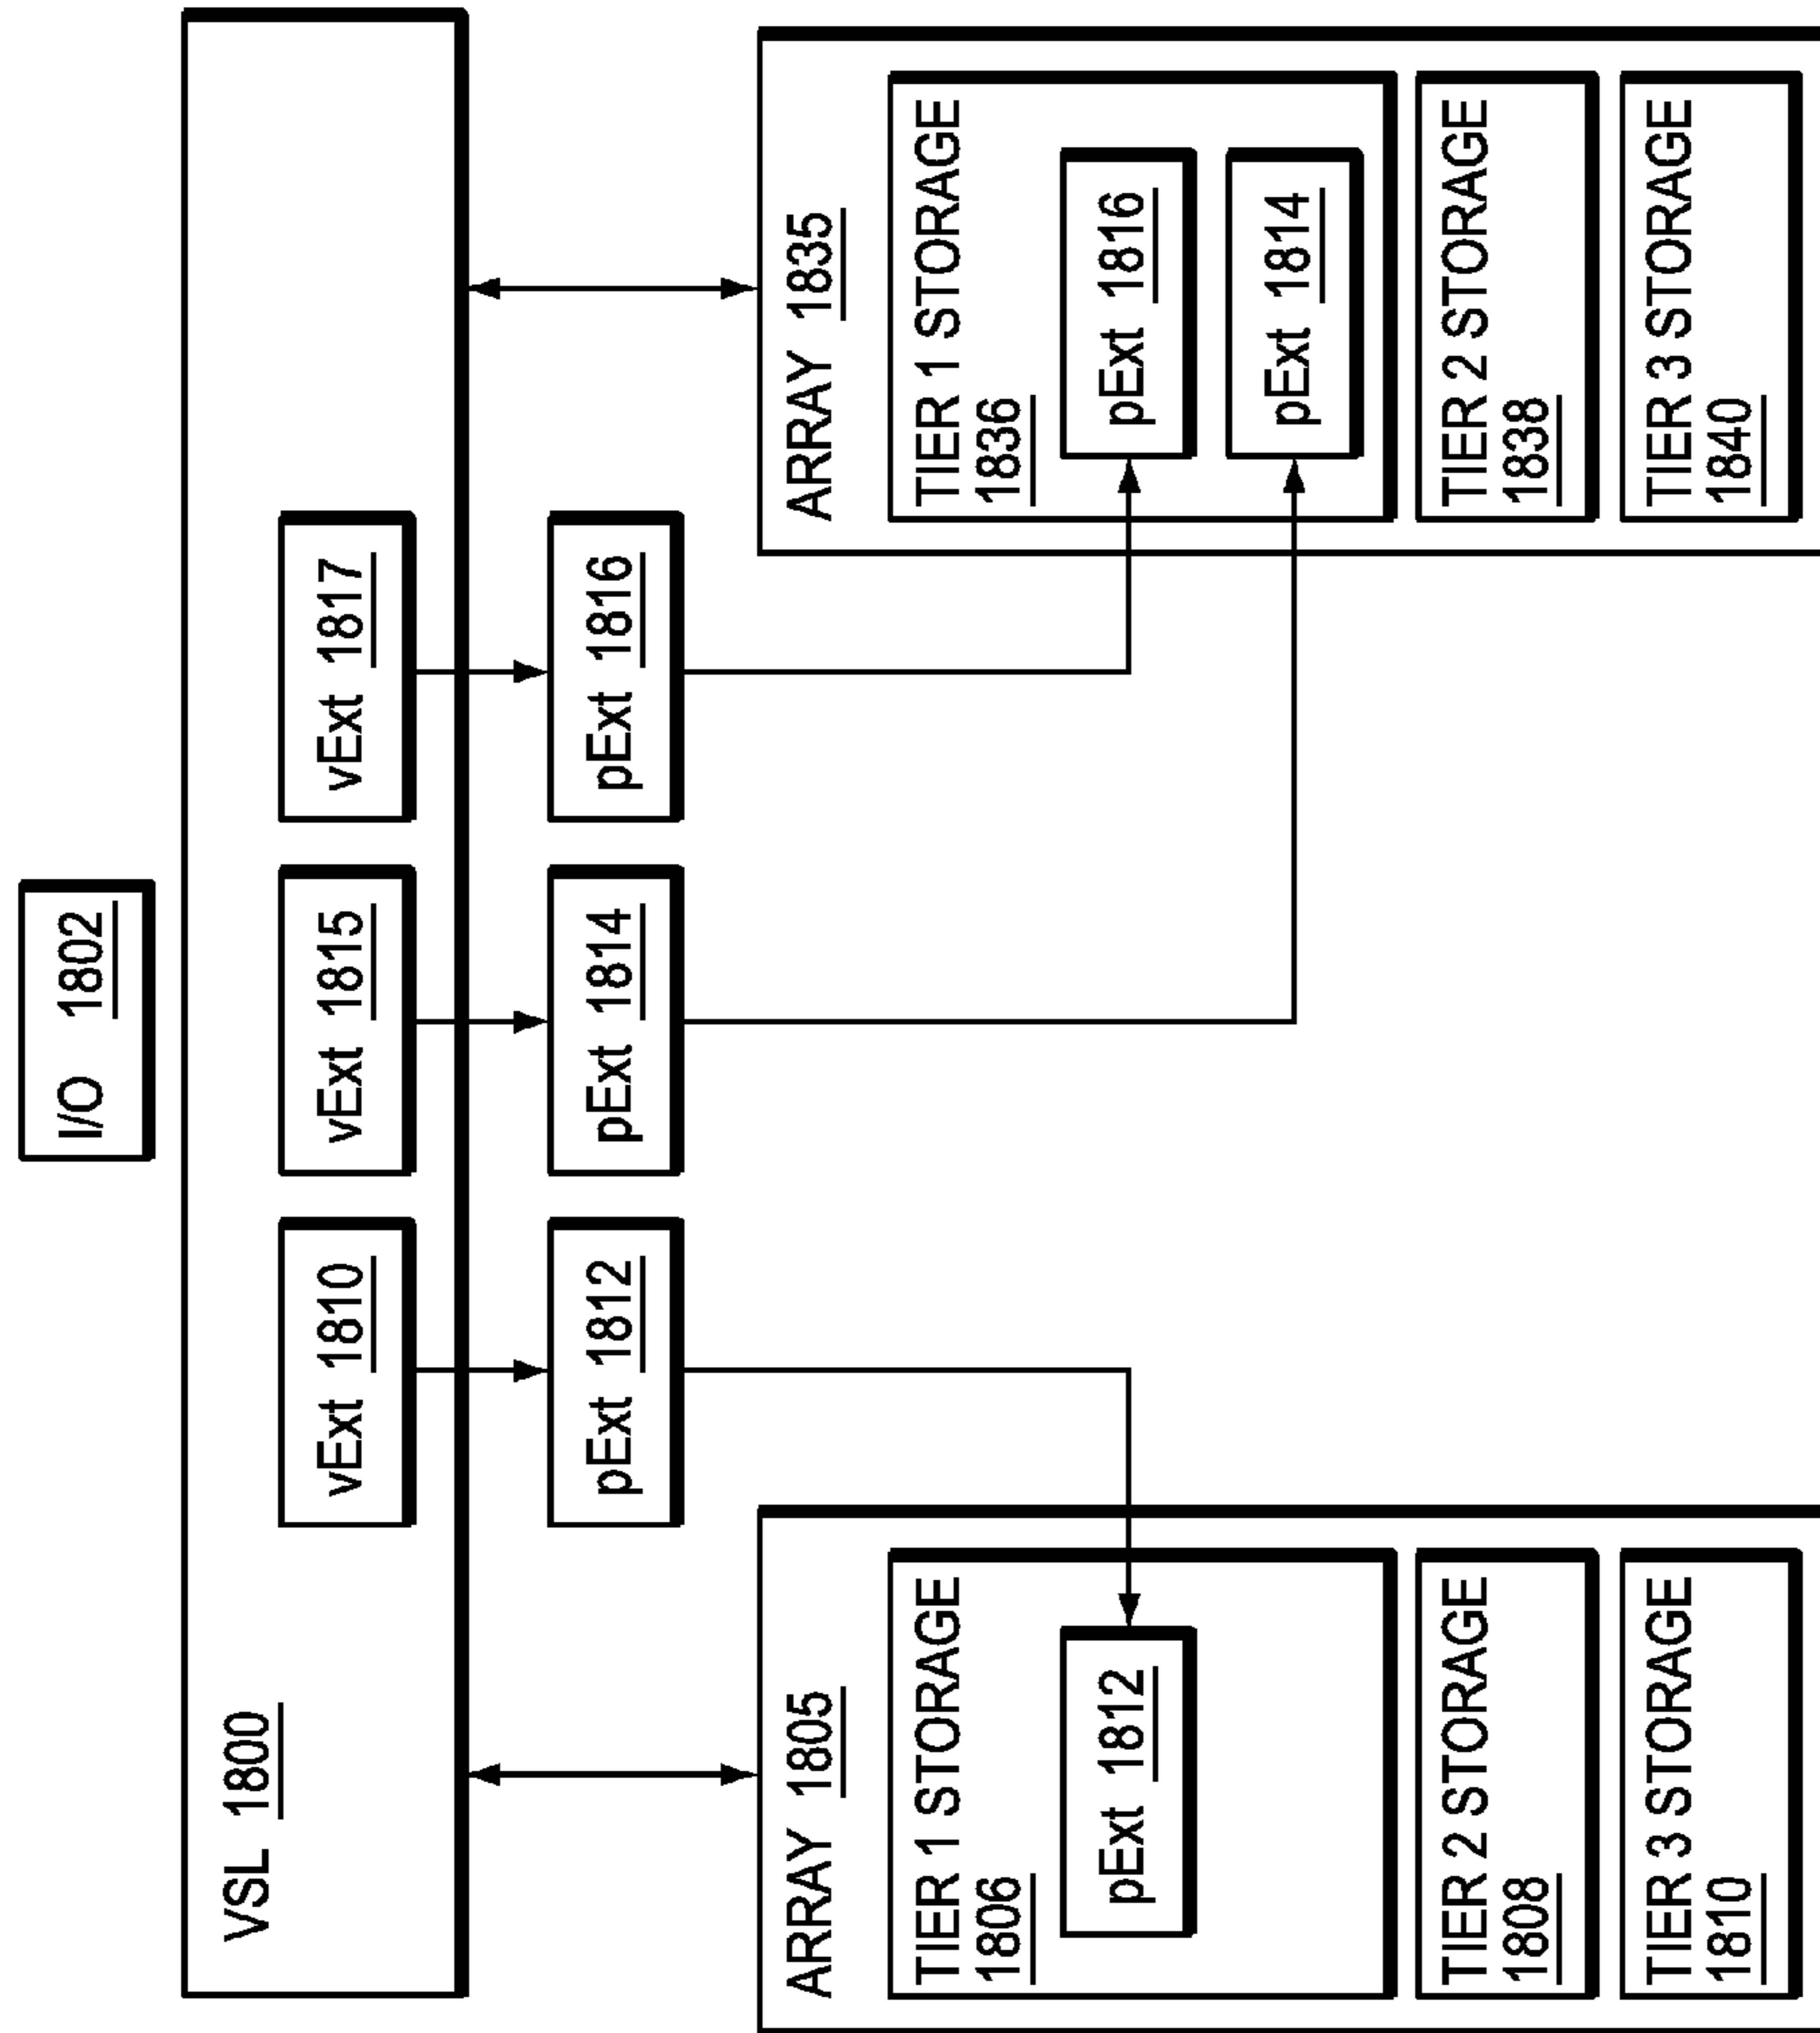 I/O 1802
VSL 1800
vExt 1810
vExt 1815
vExt 1817
pExt 1812
pExt 1814
pExt 1816
ARRAY 1805
TIER 1 STORAGE
1806
pExt 1812
TIER 2 STORAGE
1808
TIER 3 STORAGE
1810
ARRAY 1835
TIER 1 STORAGE
1836
pExt 1816
pExt 1814
TIER 2 STORAGE
1838
TIER 3 STORAGE
1840